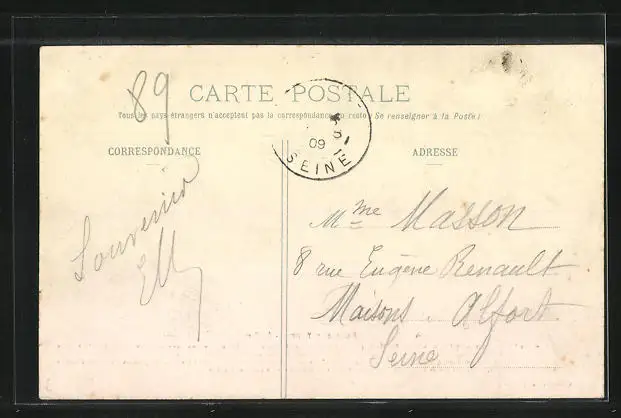 89
CARTE POSTALE
Tous les pays étrangers n'acceptent pas la correspondance au recto (Se renseigner à la Poste)
CORRESPONDANCE
ADRESSE
09
SEINE
Souvenir
Mme Masson
8 rue Eugène Renault
Maisons-Alfort
Seine